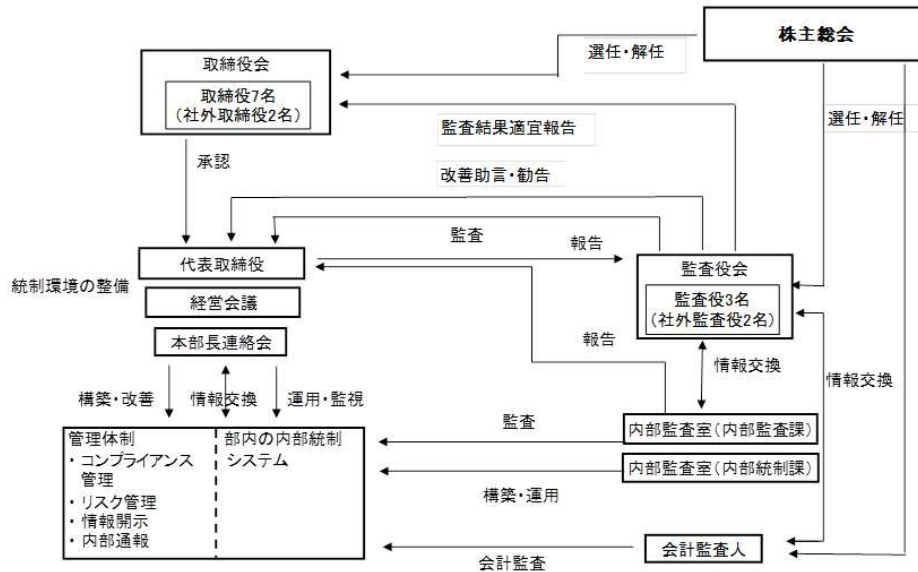 株主総会
選任・解任
取締役会
取締役7名
(社外取締役2名)
選任・解任
監査結果適宜報告
承認
改善助言・勧告
監査
報告
代表取締役
監査役会
統制環境の整備
経営会議
監査役3名
(社外監査役2名)
本部長連絡会
報告
情報交換
情報交換
構築・改善
情報交換
運用・監視
監査
内部監査室(内部監査課)
管理体制
・コンプライアンス
管理
・リスク管理
・情報開示
・内部通報
部内の内部統制
システム
内部監査室(内部統制課)
構築・運用
会計監査人
会計監査